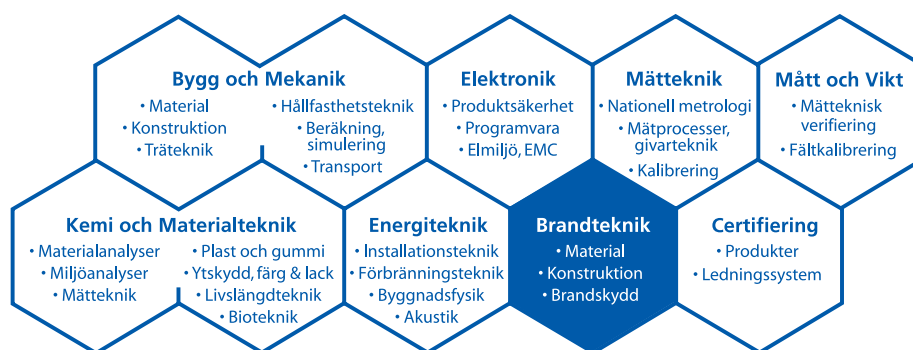 Bygg och Mekanik
• Material
• Konstruktion
• Träteknik
• Hållfasthetsteknik
• Beräkning,
simulering
• Transport
Elektronik
• Produktsäkerhet
• Programvara
• Elmiljö, EMC
Mätteknik
• Nationell metrologi
• Mätprocesser,
givarteknik
• Kalibrering
Mått och Vikt
• Mätteknisk
verifiering
• Fältkalibrering
Kemi och Materialteknik
• Materialanalyser
• Miljöanalyser
• Mätteknik
• Plast och gummi
• Ytskydd, färg & lack
• Livslängdteknik
• Bioteknik
Energiteknik
• Installationsteknik
• Förbränningsteknik
• Byggnadsfysik
• Akustik
Brandteknik
• Material
• Konstruktion
• Brandskydd
Certifiering
• Produkter
• Ledningssystem